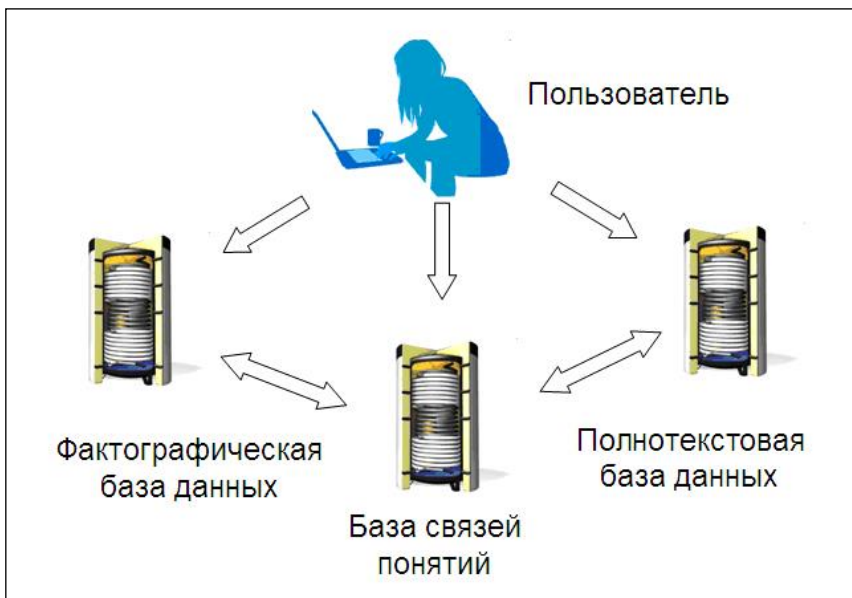 Пользователь
Фактографическая
база данных
Полнотекстовая
база данных
База связей
понятий